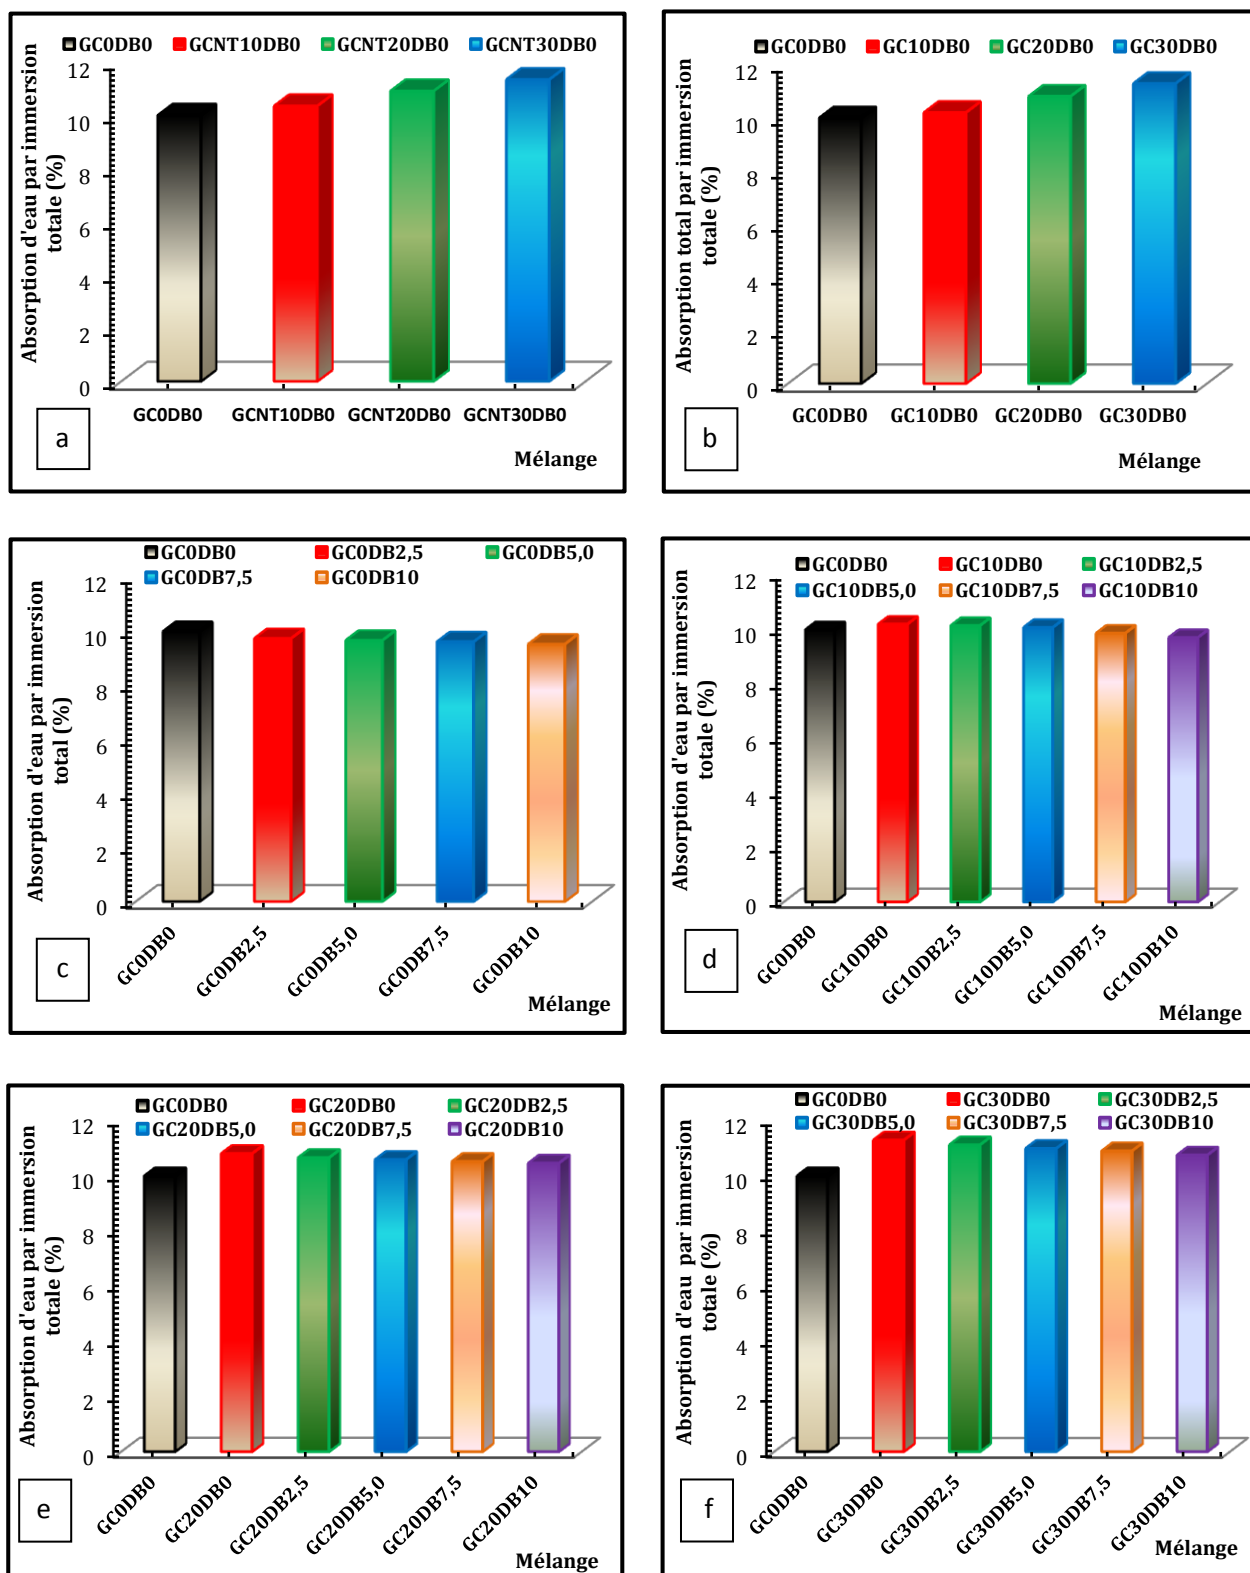 GC0DB0 GCNT10DB0 GCNT20DB0 GCNT30DB0
Absorption d'eau par immersion
totale (%)
12
10
8
6
4
2
0
GC0DB0 GCNT10DB0 GCNT20DB0 GCNT30DB0
a
Mélange
GC0DB0 GC10DB0 GC20DB0 GC30DB0
Absorption total par immersion
totale (%)
12
10
8
6
4
2
0
GC0DB0 GC10DB0 GC20DB0 GC30DB0
b
Mélange
GC0DB0 GC0DB2,5 GC0DB5,0
GC0DB7,5 GC0DB10
Absorption d'eau par immersion
total (%)
12
10
8
6
4
2
0
GC0DB0 GC0DB2,5 GC0DB5,0 GC0DB7,5 GC0DB10
c
Mélange
GC0DB0 GC10DB0 GC10DB2,5
GC10DB5,0 GC10DB7,5 GC10DB10
Absorption d'eau par immersion
totale (%)
12
10
8
6
4
2
0
GC0DB0 GC10DB0 GC10DB2,5 GC10DB5,0 GC10DB7,5 GC10DB10
d
Mélange
GC0DB0 GC20DB0 GC20DB2,5
GC20DB5,0 GC20DB7,5 GC20DB10
Absorption d'eau par immersion
totale (%)
12
10
8
6
4
2
0
GC0DB0 GC20DB0 GC20DB2,5 GC20DB5,0 GC20DB7,5 GC20DB10
e
Mélange
GC0DB0 GC30DB0 GC30DB2,5
GC30DB5,0 GC30DB7,5 GC30DB10
Absorption d'eau par immersion
totale (%)
12
10
8
6
4
2
0
GC0DB0 GC30DB0 GC30DB2,5 GC30DB5,0 GC30DB7,5 GC30DB10
f
Mélange